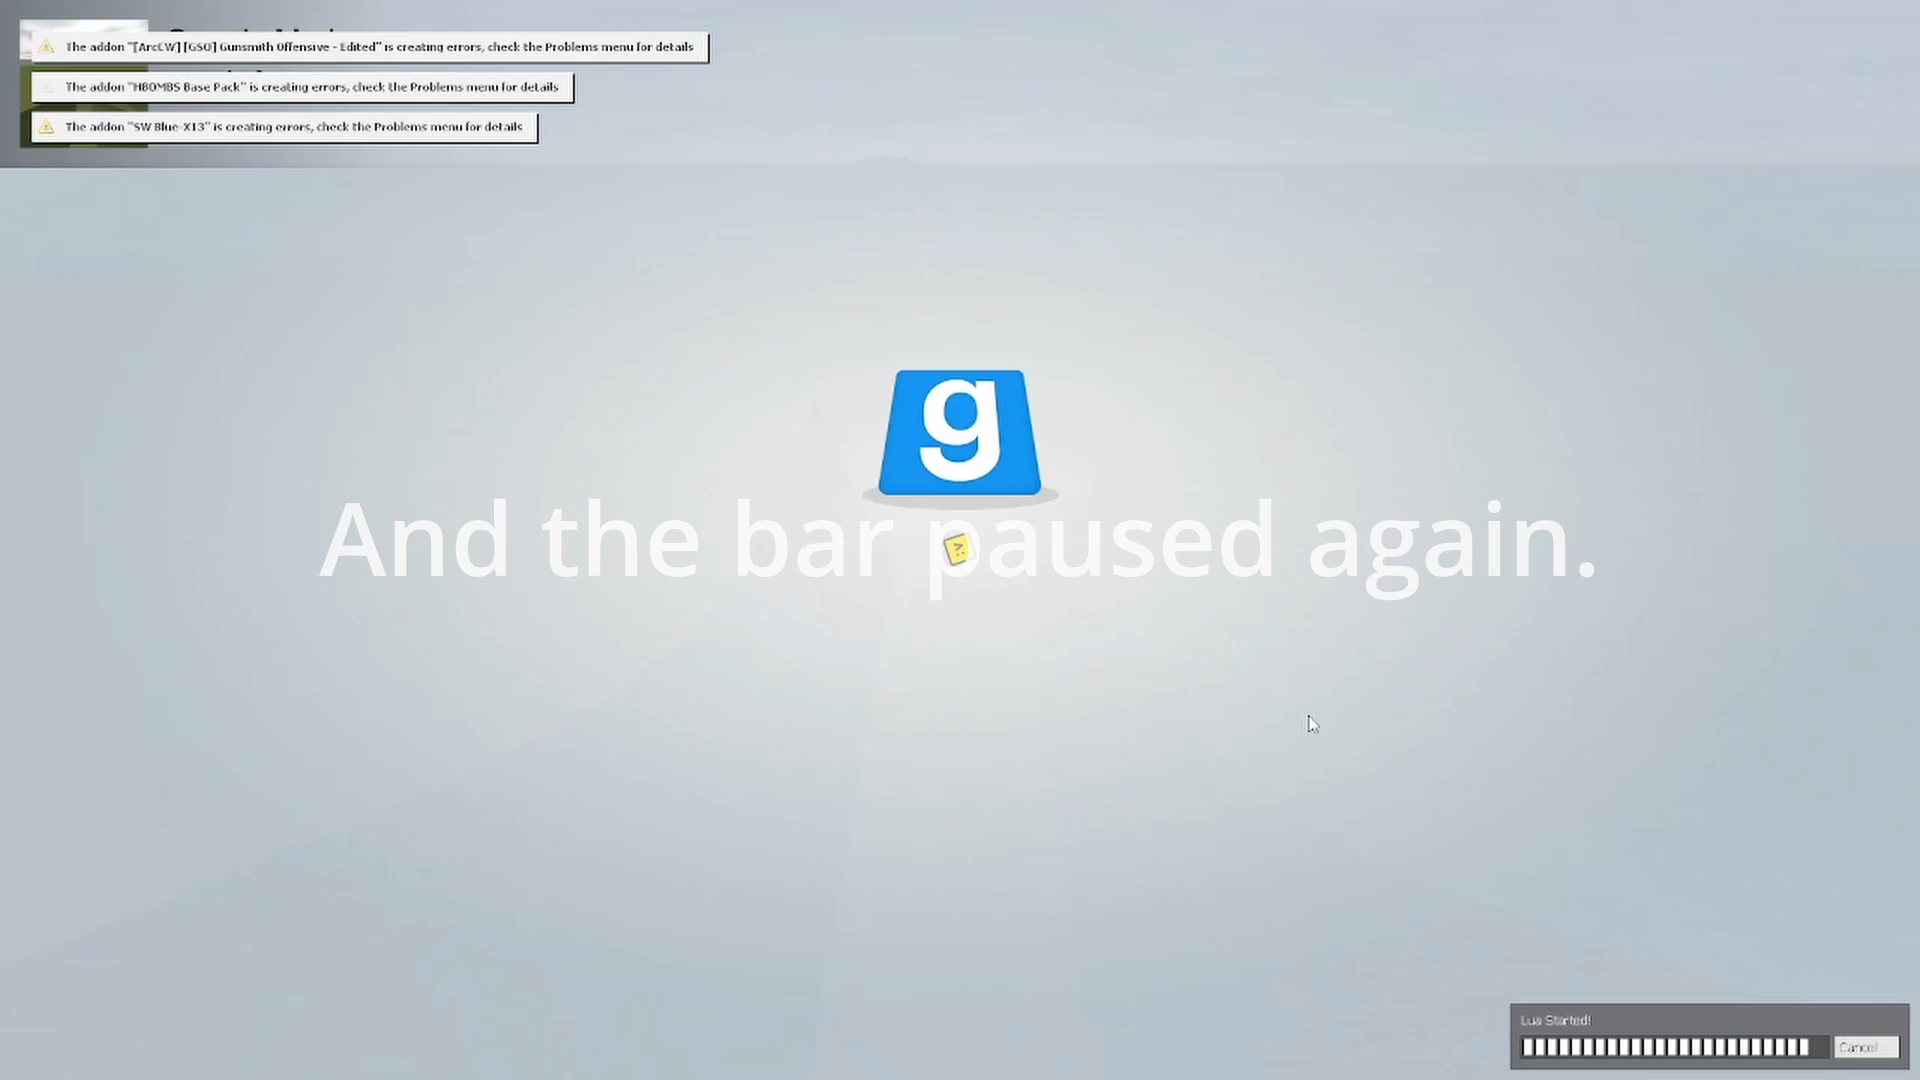 The addon "[ArcCW] [GSO] Gunsmith Offensive - Edited" is creating errors, check the Problems menu for details
The addon "HBOMBS Base Pack" is creating errors, check the Problems menu for details
The addon "SW Blue-X13" is creating errors, check the Problems menu for details
g
And the bar paused again.
Lua Started!
Cancel